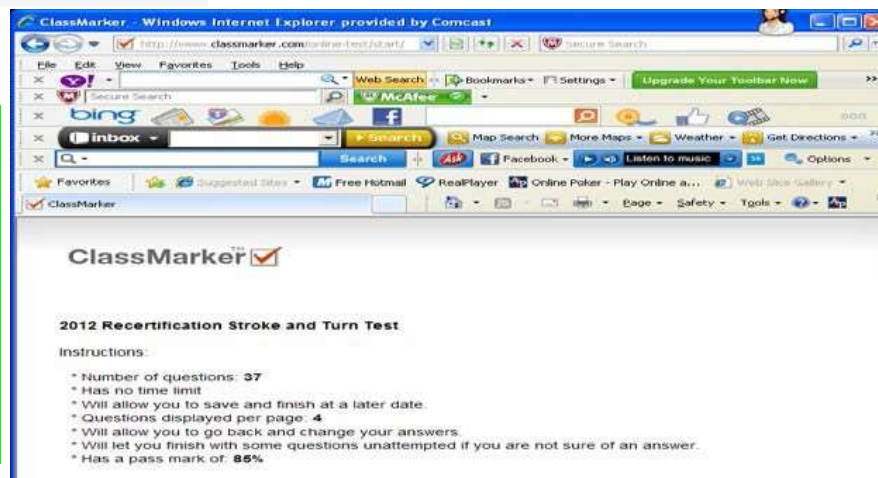 ClassMarker - Windows Internet Explorer provided by Comcast
http://www.classmarker.com/online-test/start/ Secure Search
File Edit View Favorites Tools Help
Y! Web Search Bookmarks Settings Upgrade Your Toolbar Now >>
Secure Search McAfee
bing
inbox Search Map Search More Maps Weather Get Directions
Q Search Ask Facebook Listen to music Options
Favorites Suggested Sites Free Hotmail RealPlayer Online Poker - Play Online a... Web Slice Gallery
ClassMarker Page Safety Tools
ClassMarker™
2012 Recertification Stroke and Turn Test
Instructions:
* Number of questions: 37
* Has no time limit
* Will allow you to save and finish at a later date.
* Questions displayed per page: 4
* Will allow you to go back and change your answers.
* Will let you finish with some questions unattempted if you are not sure of an answer.
* Has a pass mark of: 85%